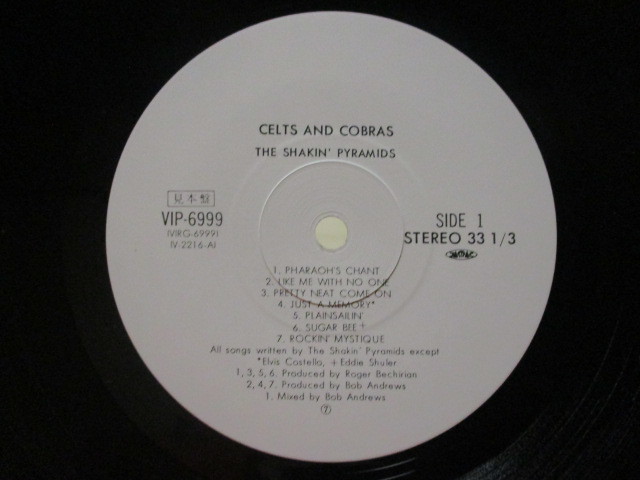 CELTS AND COBRAS
THE SHAKIN' PYRAMIDS
見本盤
VIP-6999
(VIRG-6999)
IV-2216-A)
SIDE 1
STEREO 33 1/3
1. PHARAOH'S CHANT
2. LIKE ME WITH NO ONE
3. PRETTY NEAT COME ON
4. JUST A MEMORY*
5. PLAINSAILIN'
6. SUGAR BEE+
7. ROCKIN' MYSTIQUE
All songs written by The Shakin' Pyramids except
*Elvis Costello, +Eddie Shuler
1, 3, 5, 6. Produced by Roger Bechirian
2, 4, 7. Produced by Bob Andrews
1. Mixed by Bob Andrews
⑦